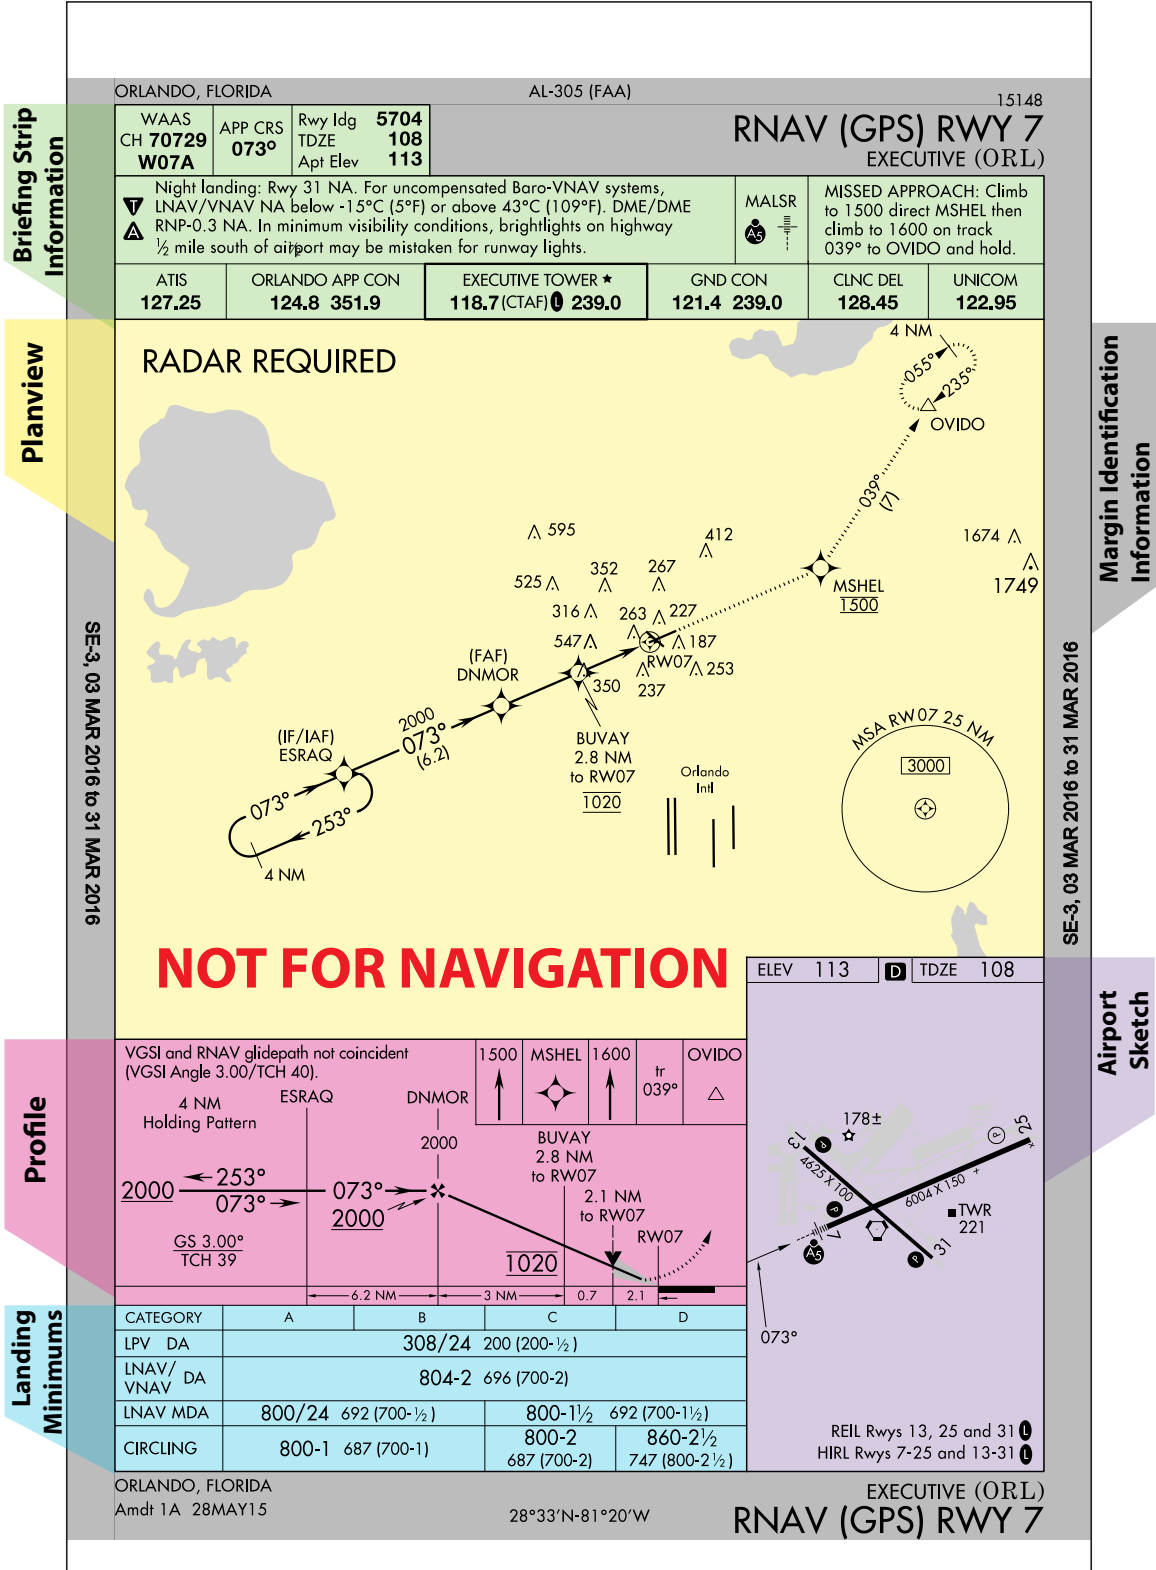 ORLANDO, FLORIDA
AL-305 (FAA)
15148
WAAS
CH 70729
W07A
APP CRS
073°
Rwy ldg 5704
TDZE 108
Apt Elev 113
RNAV (GPS) RWY 7
EXECUTIVE (ORL)
Briefing Strip
Information
T
A
Night landing: Rwy 31 NA. For uncompensated Baro-VNAV systems,
LNAV/VNAV NA below -15°C (5°F) or above 43°C (109°F). DME/DME
RNP-0.3 NA. In minimum visibility conditions, brightlights on highway
½ mile south of airport may be mistaken for runway lights.
MALSR
A5
MISSED APPROACH: Climb
to 1500 direct MSHEL then
climb to 1600 on track
039° to OVIDO and hold.
ATIS
127.25
ORLANDO APP CON
124.8 351.9
EXECUTIVE TOWER ★
118.7 (CTAF) L 239.0
GND CON
121.4 239.0
CLNC DEL
128.45
UNICOM
122.95
Planview
Margin Identification
Information
RADAR REQUIRED
4 NM
055°
235°
OVIDO
039°
(7)
595
412
1674
1749
525
352
267
MSHEL
1500
316
263
227
547
187
RW07
253
237
350
(FAF)
DNMOR
2000
073°
(6.2)
(IF/IAF)
ESRAQ
BUVAY
2.8 NM
to RW07
1020
073°
253°
4 NM
Orlando
Intl
MSA RW07 25 NM
3000
SE-3, 03 MAR 2016 to 31 MAR 2016
SE-3, 03 MAR 2016 to 31 MAR 2016
NOT FOR NAVIGATION
ELEV 113
D
TDZE 108
Airport
Sketch
Profile
VGSI and RNAV glidepath not coincident
(VGSI Angle 3.00/TCH 40).
1500
MSHEL
1600
tr
039°
OVIDO
4 NM
Holding Pattern
ESRAQ
DNMOR
2000
BUVAY
2.8 NM
to RW07
2.1 NM
to RW07
RW07
2000
253°
073°
073°
2000
GS 3.00°
TCH 39
1020
6.2 NM
3 NM
0.7
2.1
178±
13
25
P
P
4625 X 100
6004 X 150
P
TWR
221
7
A5
P
31
073°
REIL Rwys 13, 25 and 31 L
HIRL Rwys 7-25 and 13-31 L
Landing
Minimums
CATEGORY A B C D
LPV DA 308/24 200 (200-½)
LNAV/
VNAV DA 804-2 696 (700-2)
LNAV MDA 800/24 692 (700-½) 800-1½ 692 (700-1½)
CIRCLING 800-1 687 (700-1)
800-2
687 (700-2)
860-2½
747 (800-2½)
ORLANDO, FLORIDA
Amdt 1A 28MAY15
28°33'N-81°20'W
EXECUTIVE (ORL)
RNAV (GPS) RWY 7